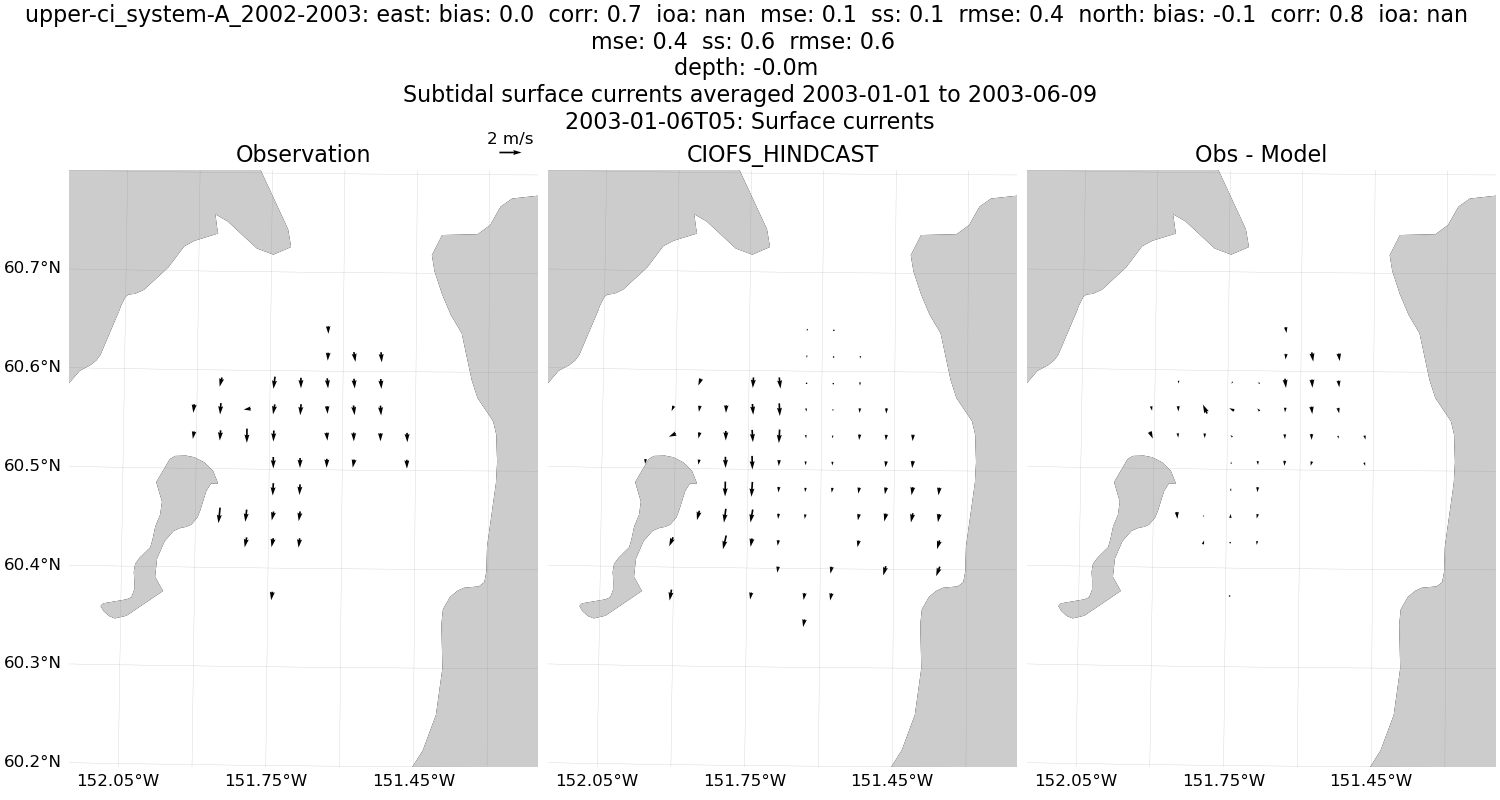 upper-ci_system-A_2002-2003: east: bias: 0.0  corr: 0.7  ioa: nan  mse: 0.1  ss: 0.1  rmse: 0.4  north: bias: -0.1  corr: 0.8  ioa: nan
mse: 0.4  ss: 0.6  rmse: 0.6
depth: -0.0m
Subtidal surface currents averaged 2003-01-01 to 2003-06-09
2003-01-06T05: Surface currents
2 m/s
Observation
CIOFS_HINDCAST
Obs - Model
60.7°N
60.6°N
60.5°N
60.4°N
60.3°N
60.2°N
152.05°W 151.75°W 151.45°W 152.05°W 151.75°W 151.45°W 152.05°W 151.75°W 151.45°W